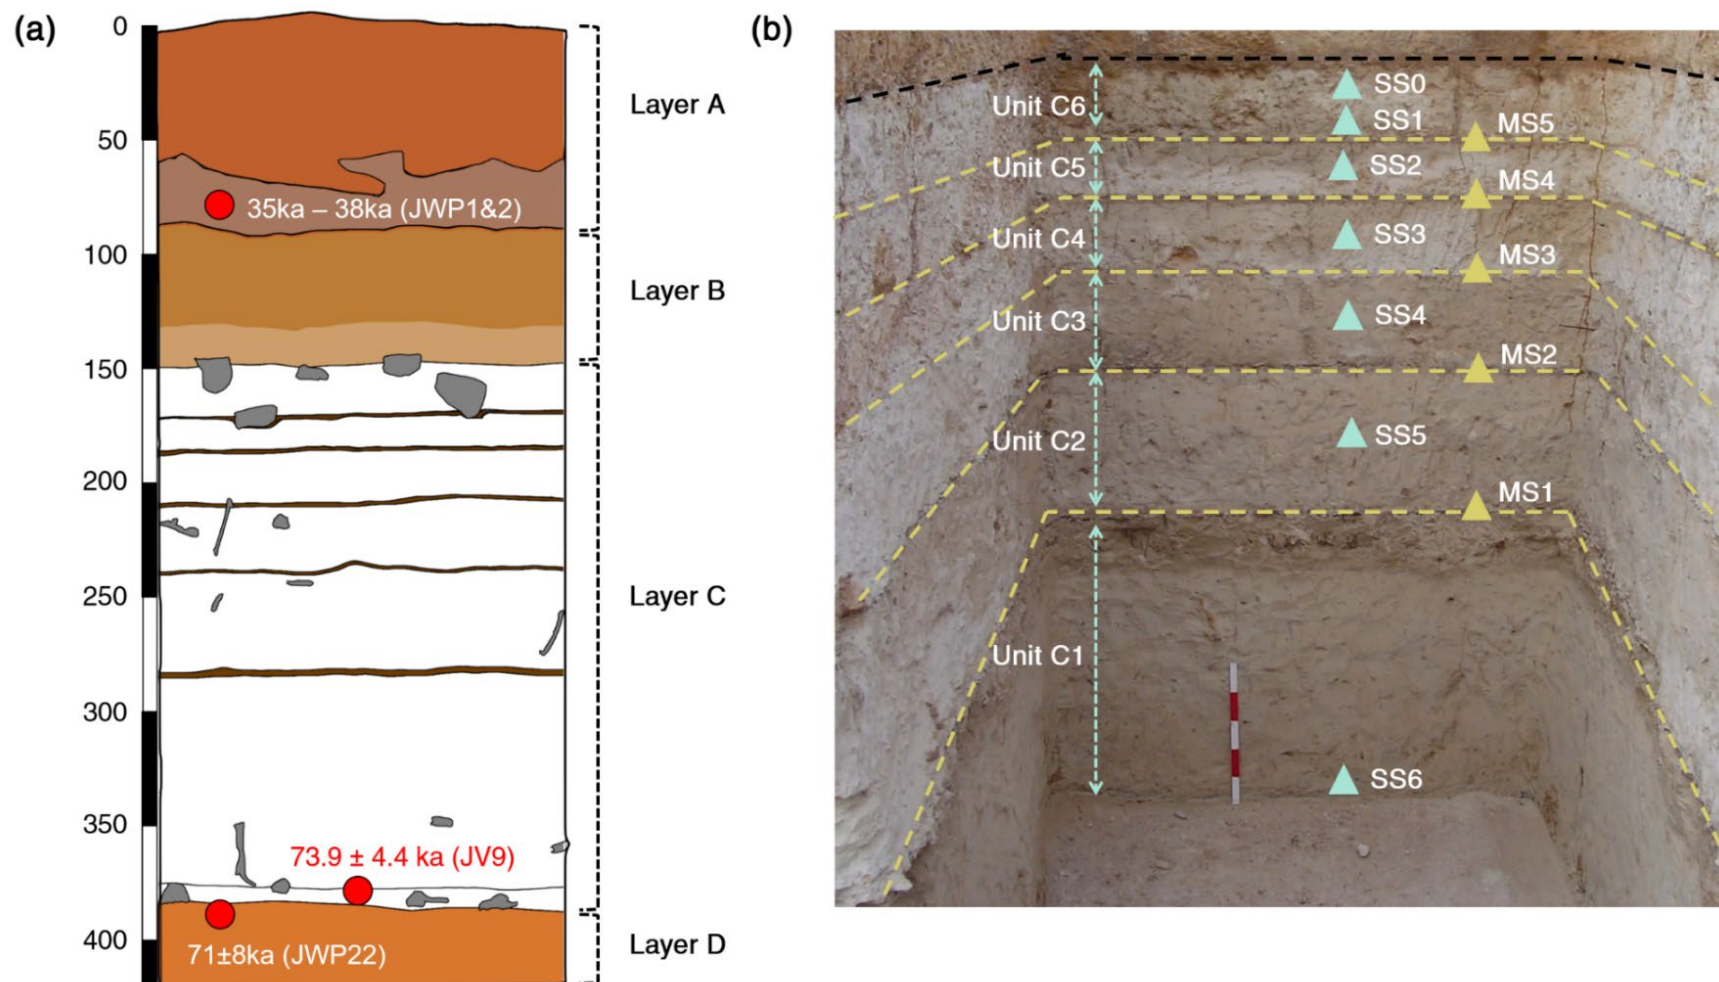 (a)
0
50
100
150
200
250
300
350
400
Layer A
Layer B
Layer C
Layer D
35ka – 38ka (JWP1&2)
73.9 ± 4.4 ka (JV9)
71±8ka (JWP22)
(b)
Unit C6
Unit C5
Unit C4
Unit C3
Unit C2
Unit C1
SS0
SS1
SS2
SS3
SS4
SS5
SS6
MS5
MS4
MS3
MS2
MS1